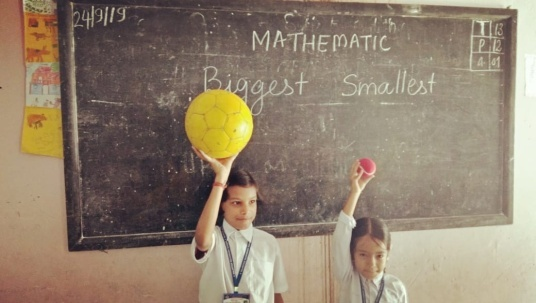 24/9/19
MATHEMATIC
Biggest Smallest
T 13
P 12
A 01